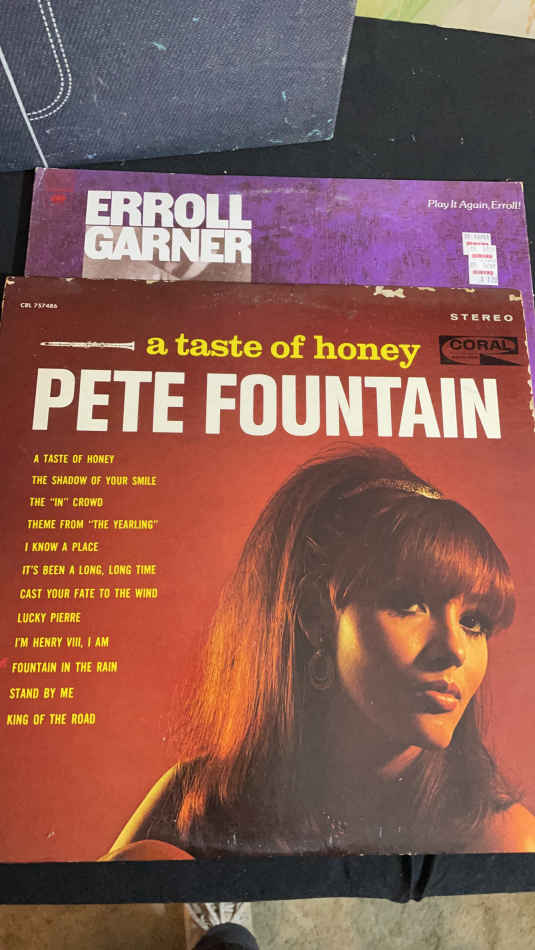 ERROLL
GARNER
Play It Again, Erroll!
CRL 757486
STEREO
a taste of honey
CORAL
PETE FOUNTAIN
A TASTE OF HONEY
THE SHADOW OF YOUR SMILE
THE "IN" CROWD
THEME FROM "THE YEARLING"
I KNOW A PLACE
IT'S BEEN A LONG, LONG TIME
CAST YOUR FATE TO THE WIND
LUCKY PIERRE
I'M HENRY VIII, I AM
FOUNTAIN IN THE RAIN
STAND BY ME
KING OF THE ROAD